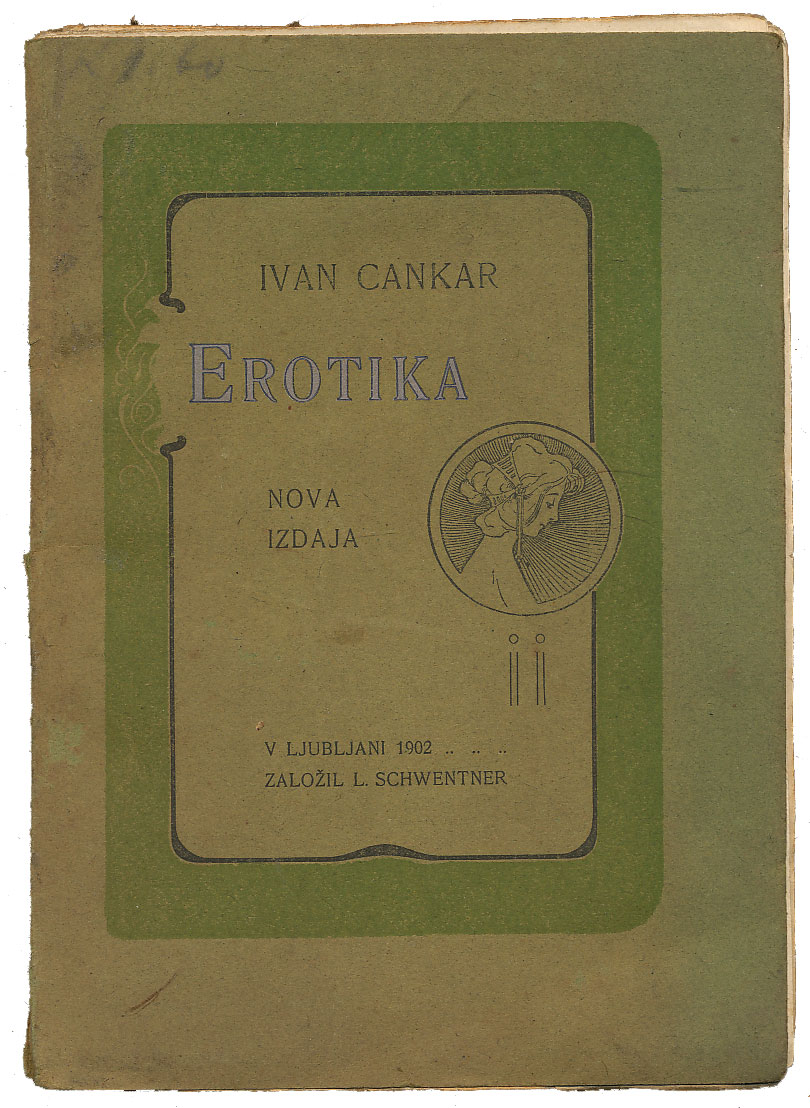 IVAN CANKAR
EROTIKA
NOVA
IZDAJA
V LJUBLJANI 1902 .. .. ..
ZALOŽIL L. SCHWENTNER